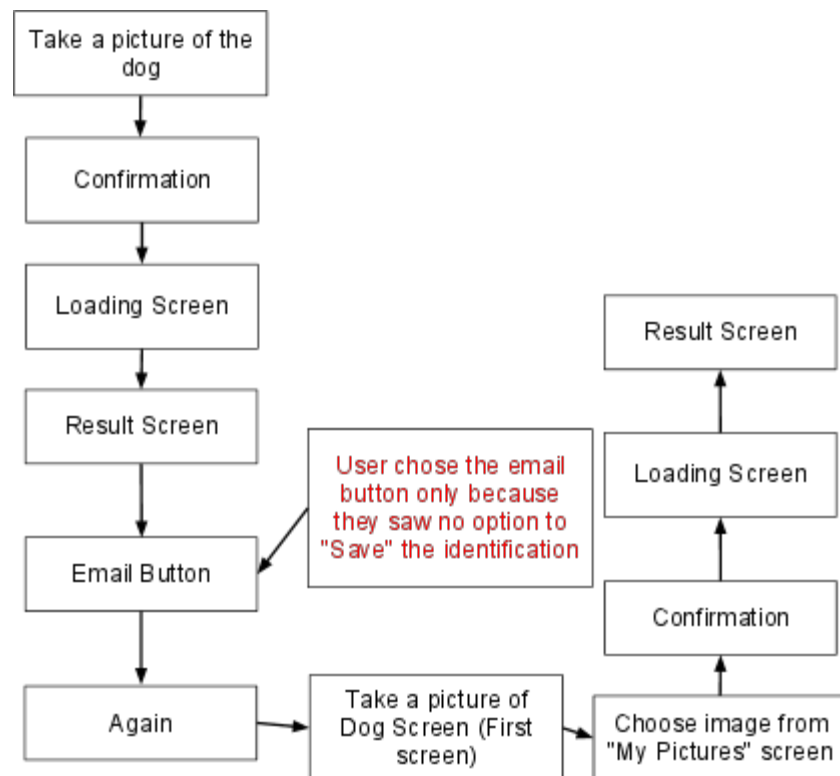 Take a picture of the
dog
Confirmation
Loading Screen
Result Screen
User chose the email
button only because
they saw no option to
"Save" the identification
Email Button
Again
Take a picture of
Dog Screen (First
screen)
Choose image from
"My Pictures" screen
Confirmation
Loading Screen
Result Screen